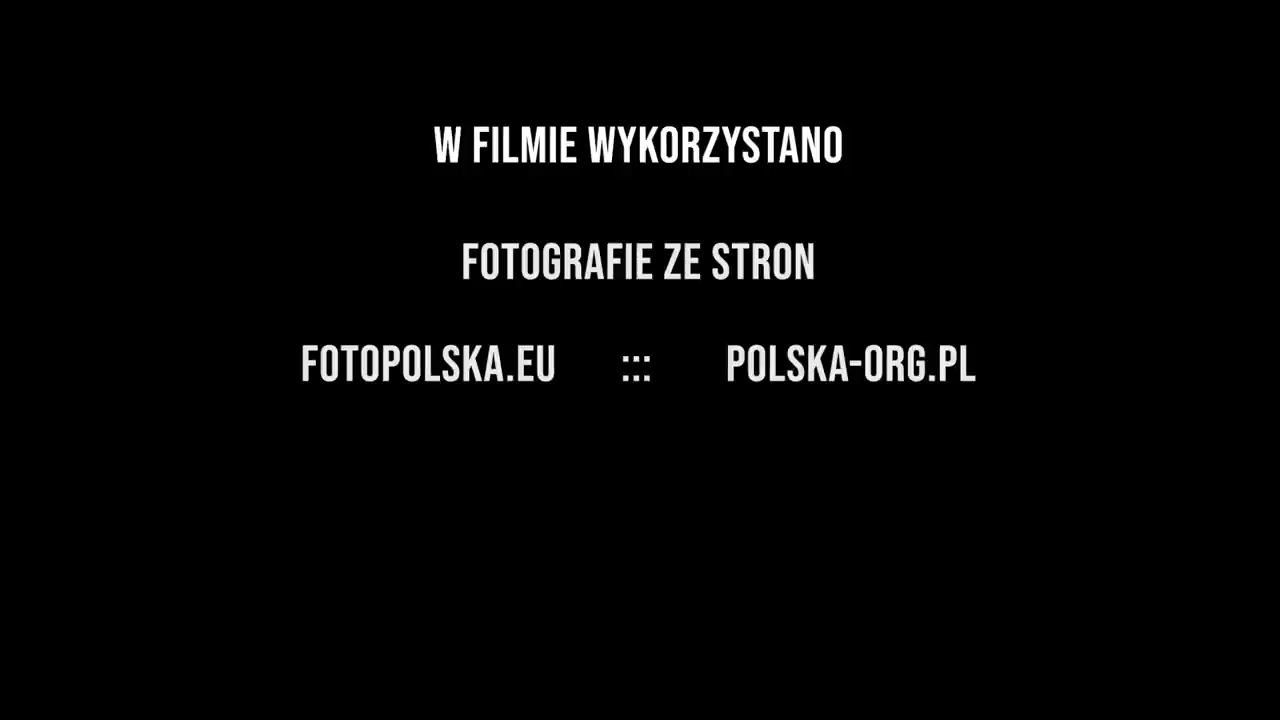 W FILMIE WYKORZYSTANO
FOTOGRAFIE ZE STRON
FOTOPOLSKA.EU ::: POLSKA-ORG.PL